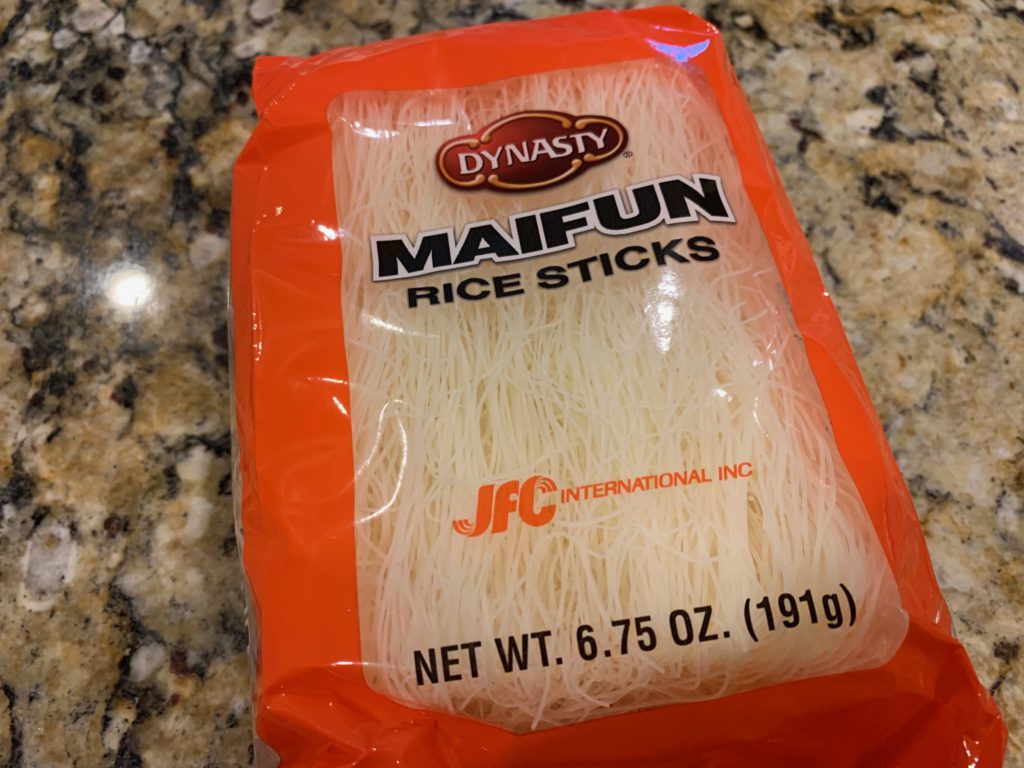 DYNASTY®
MAIFUN
RICE STICKS
JFC INTERNATIONAL INC
NET WT. 6.75 OZ. (191g)